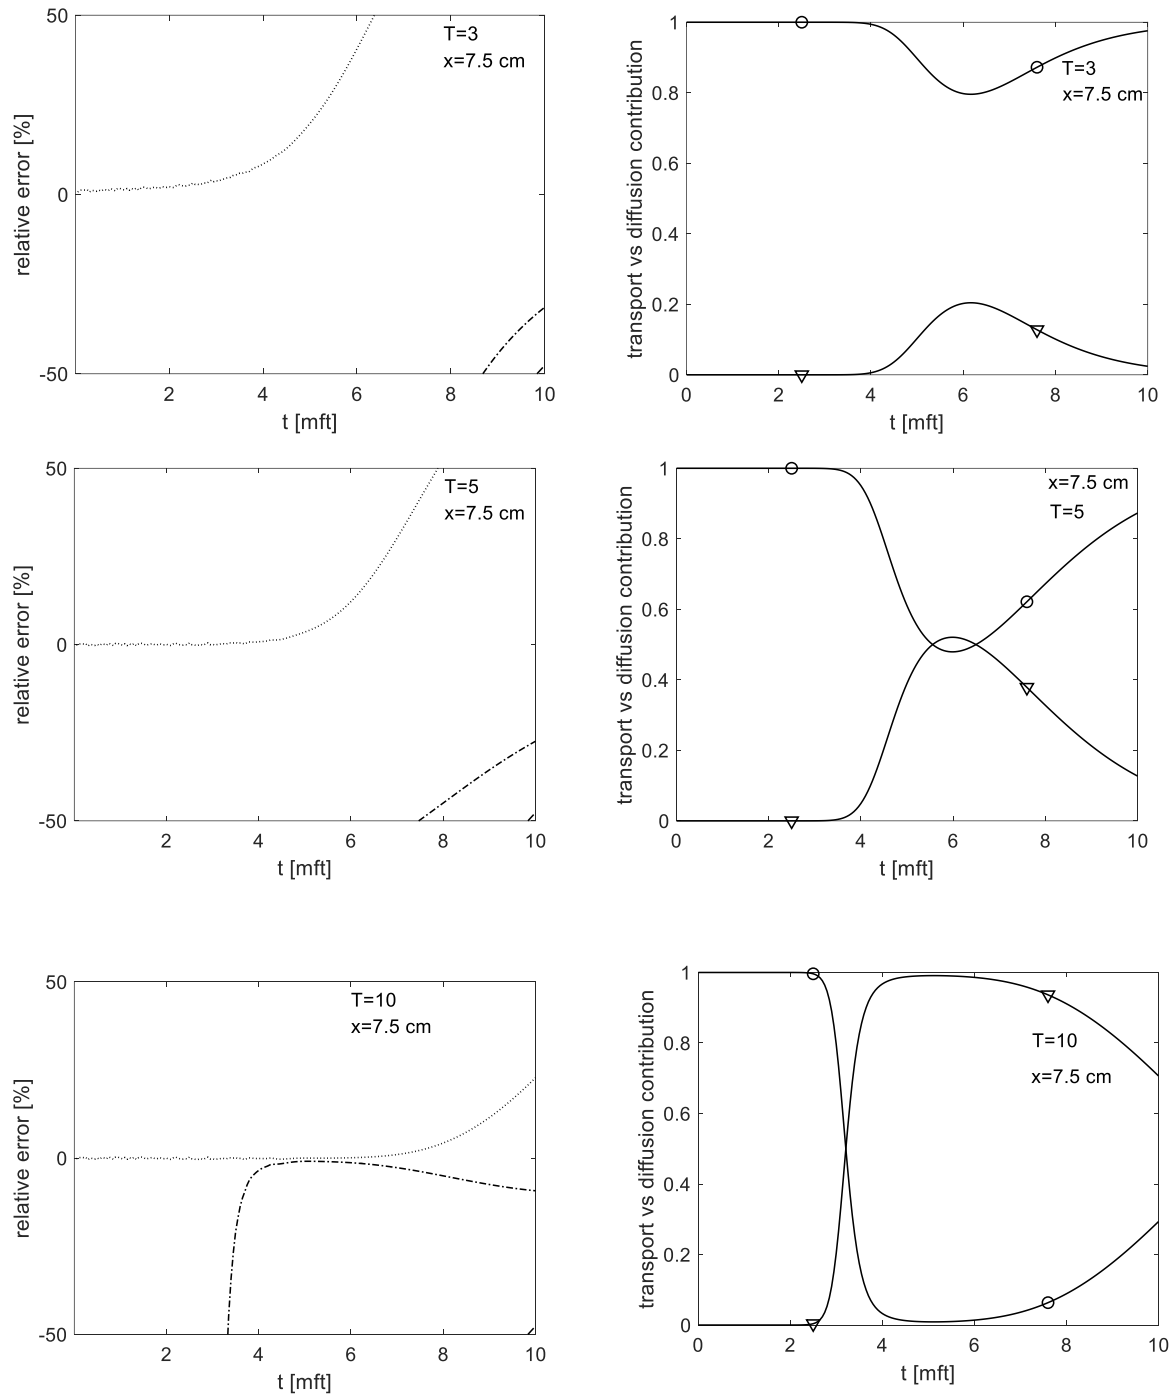 50
0
-50
relative error [%]
T=3
x=7.5 cm
2 4 6 8 10
t [mft]
1
0.8
0.6
0.4
0.2
0
transport vs diffusion contribution
T=3
x=7.5 cm
0 2 4 6 8 10
t [mft]
50
0
-50
relative error [%]
T=5
x=7.5 cm
2 4 6 8 10
t [mft]
1
0.8
0.6
0.4
0.2
0
transport vs diffusion contribution
x=7.5 cm
T=5
0 2 4 6 8 10
t [mft]
50
0
-50
relative error [%]
T=10
x=7.5 cm
2 4 6 8 10
t [mft]
1
0.8
0.6
0.4
0.2
0
transport vs diffusion contribution
T=10
x=7.5 cm
0 2 4 6 8 10
t [mft]